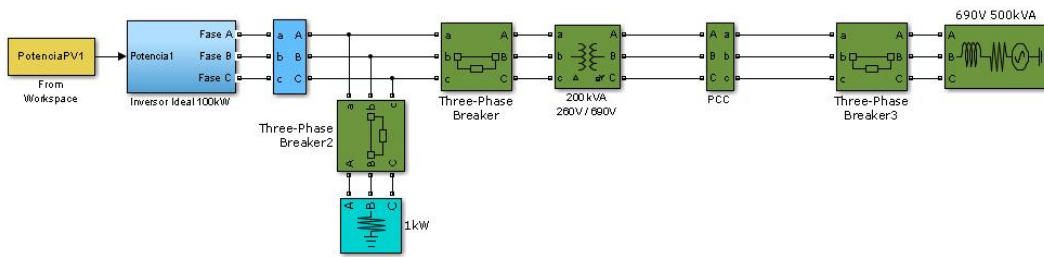 690V 500kVA
PotenciaPV1
From
Workspace
Potencia1
Fase A
Fase B
Fase C
Inversor Ideal 100kW
a
b
c
A
B
C
a
b
c
A
B
C
Three-Phase
Breaker
a
b
c
A
B
C
200 kVA
260V / 690V
A
B
C
a
b
c
PCC
a
b
c
A
B
C
Three-Phase
Breaker3
A
B
C
Three-Phase
Breaker2
a
b
c
A
B
C
A
B
C
1kW